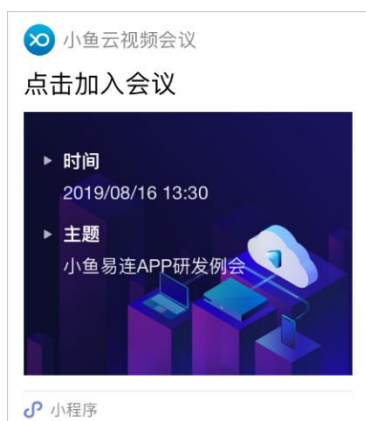 小鱼云视频会议
点击加入会议
时间
2019/08/16 13:30
主题
小鱼易连APP研发例会
小程序